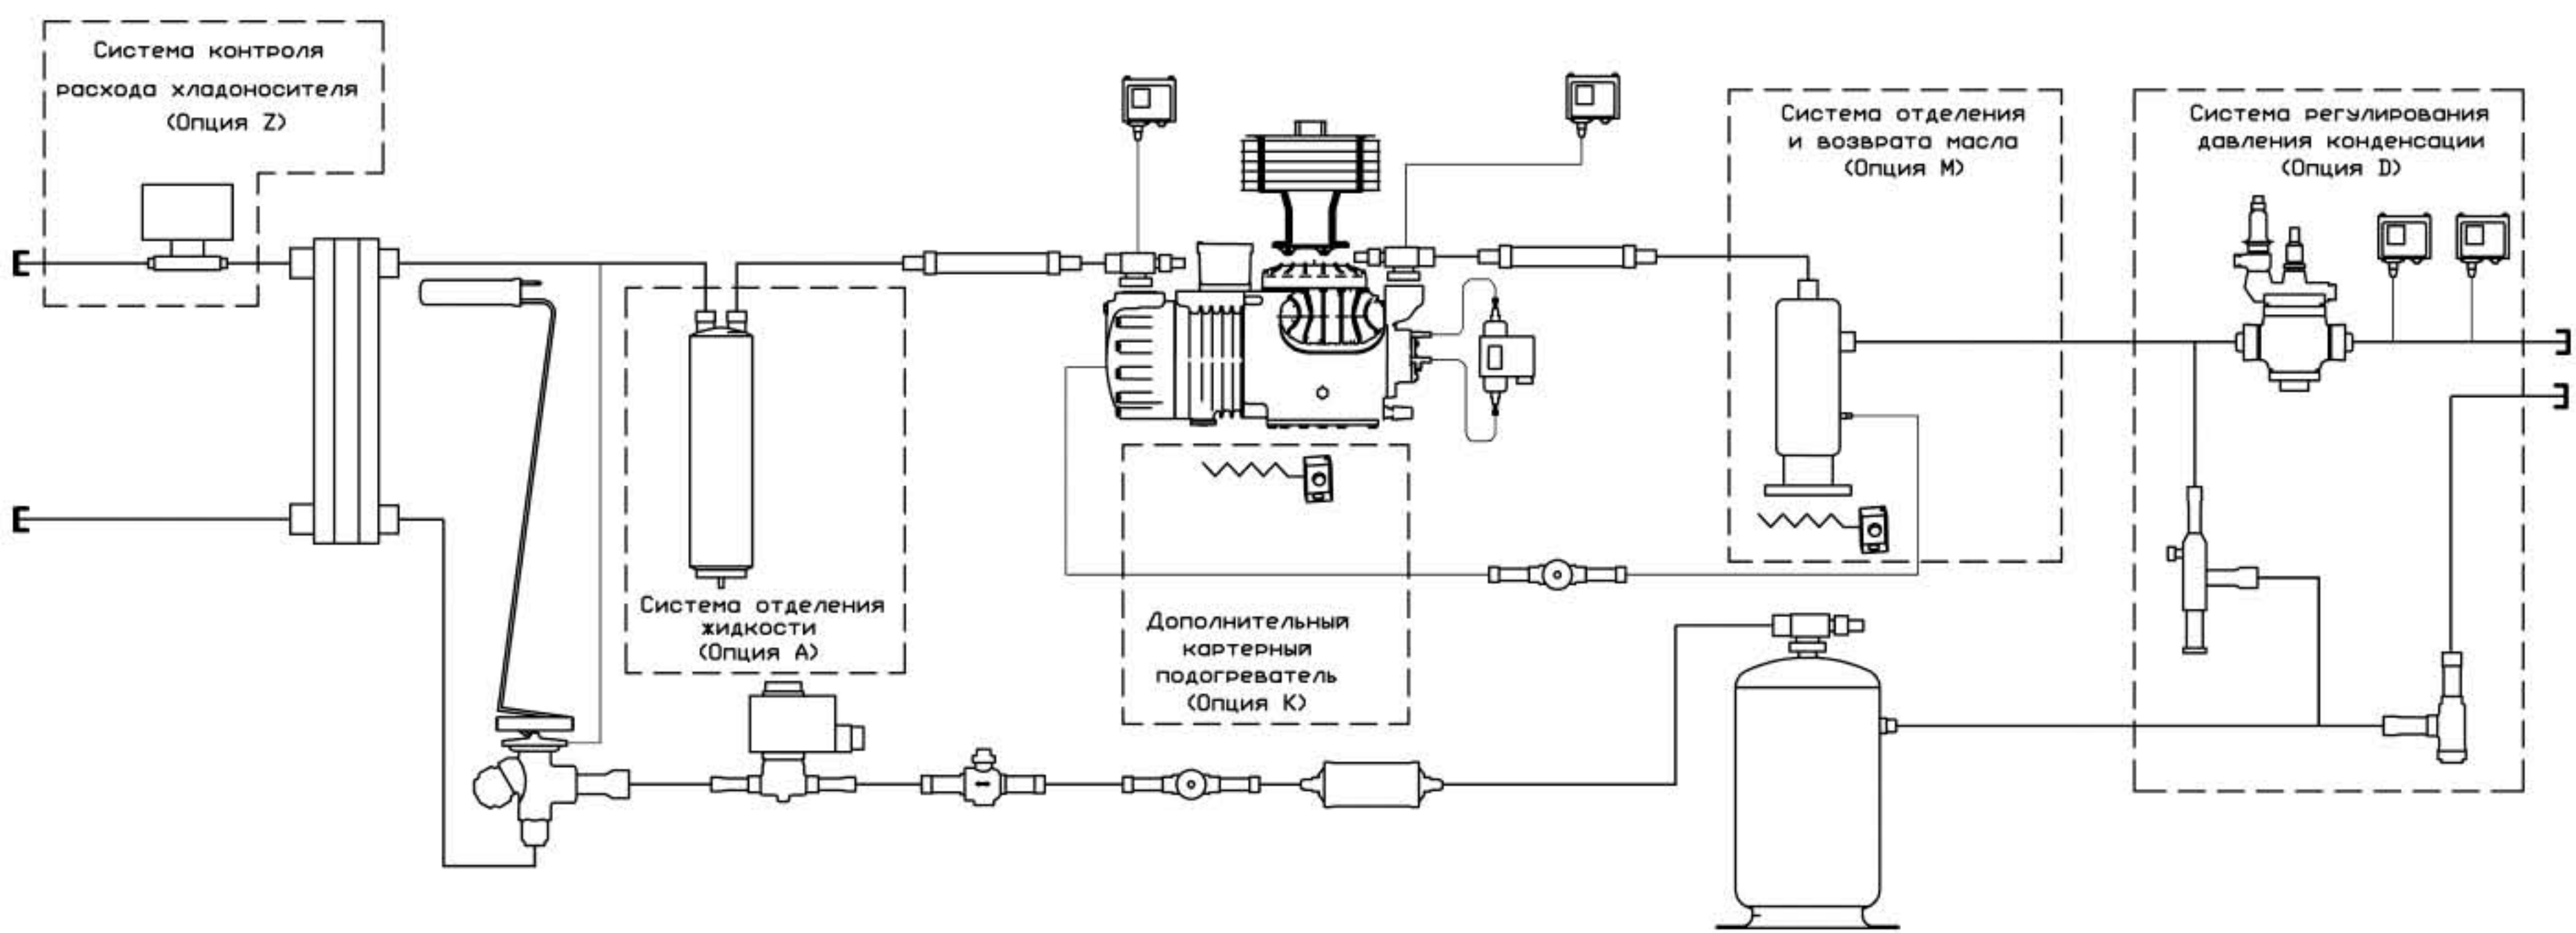 Система контроля
расхода хладоносителя
(Опция Z)
Система отделения
и возврата масла
(Опция М)
Система регулирования
давления конденсации
(Опция D)
Система отделения
жидкости
(Опция А)
Дополнительный
картерный
подогреватель
(Опция К)